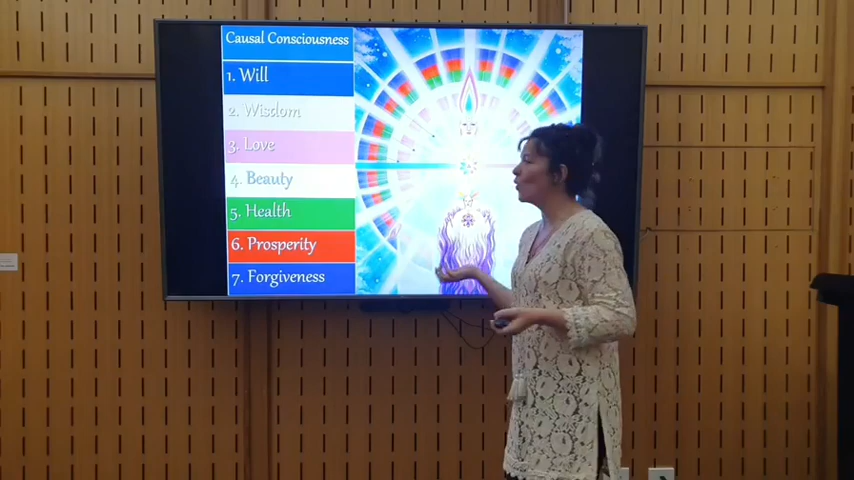 Causal Consciousness
1. Will
2. Wisdom
3. Love
4. Beauty
5. Health
6. Prosperity
7. Forgiveness